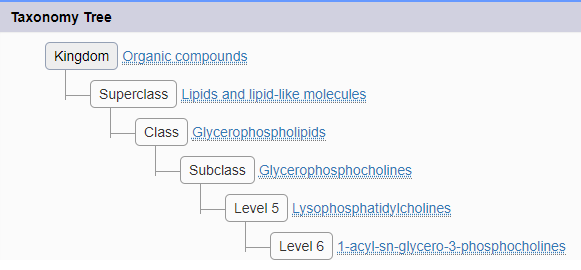 Taxonomy Tree
Kingdom Organic compounds
Superclass Lipids and lipid-like molecules
Class Glycerophospholipids
Subclass Glycerophosphocholines
Level 5 Lysophosphatidylcholines
Level 6 1-acyl-sn-glycero-3-phosphocholines